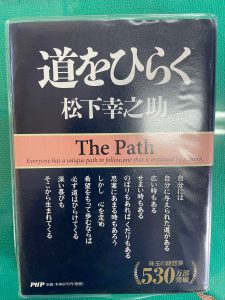 道をひらく
松下幸之助
The Path
Everyone has a unique path to follow, one that is ordained by heaven.
自分には
自分に与えられた道がある
広い時もある
せまい時もある
のぼりもあればくだりもある
思案にあまる時もあろう
しかし 心を定め
希望をもって歩むならば
必ず道はひらけてくる
深い喜びも
そこから生まれてくる
珠玉の随想集
530万部
突破
PHP